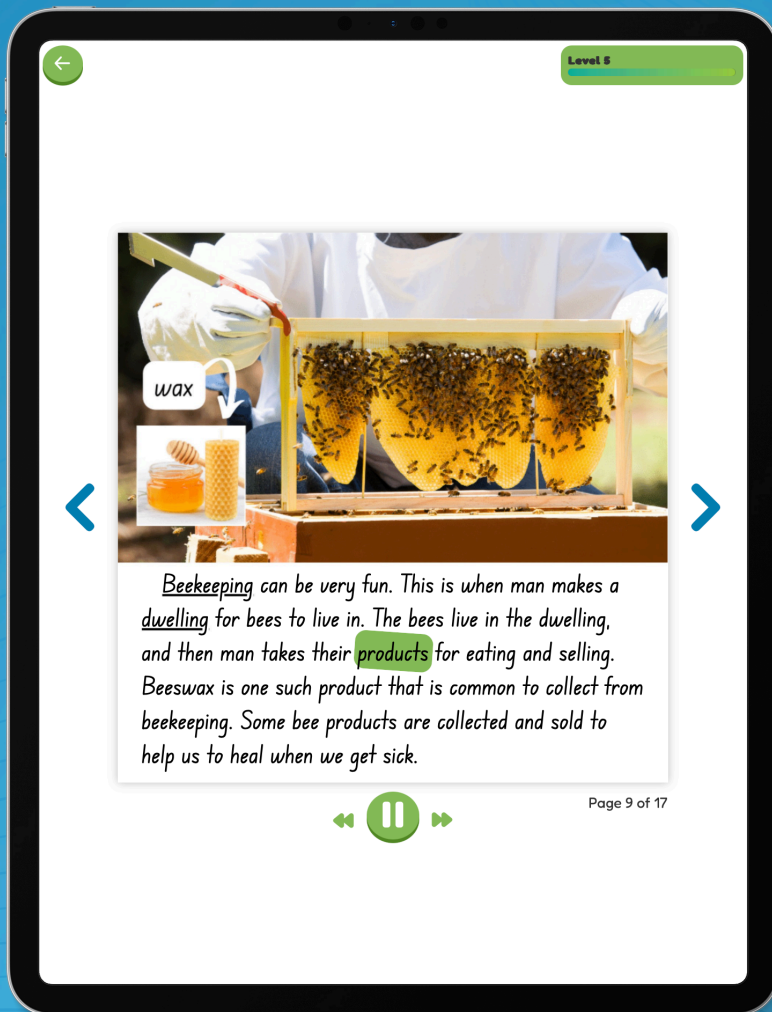 Level 5
wax
Beekeeping can be very fun. This is when man makes a
dwelling for bees to live in. The bees live in the dwelling,
and then man takes their products for eating and selling.
Beeswax is one such product that is common to collect from
beekeeping. Some bee products are collected and sold to
help us to heal when we get sick.
Page 9 of 17